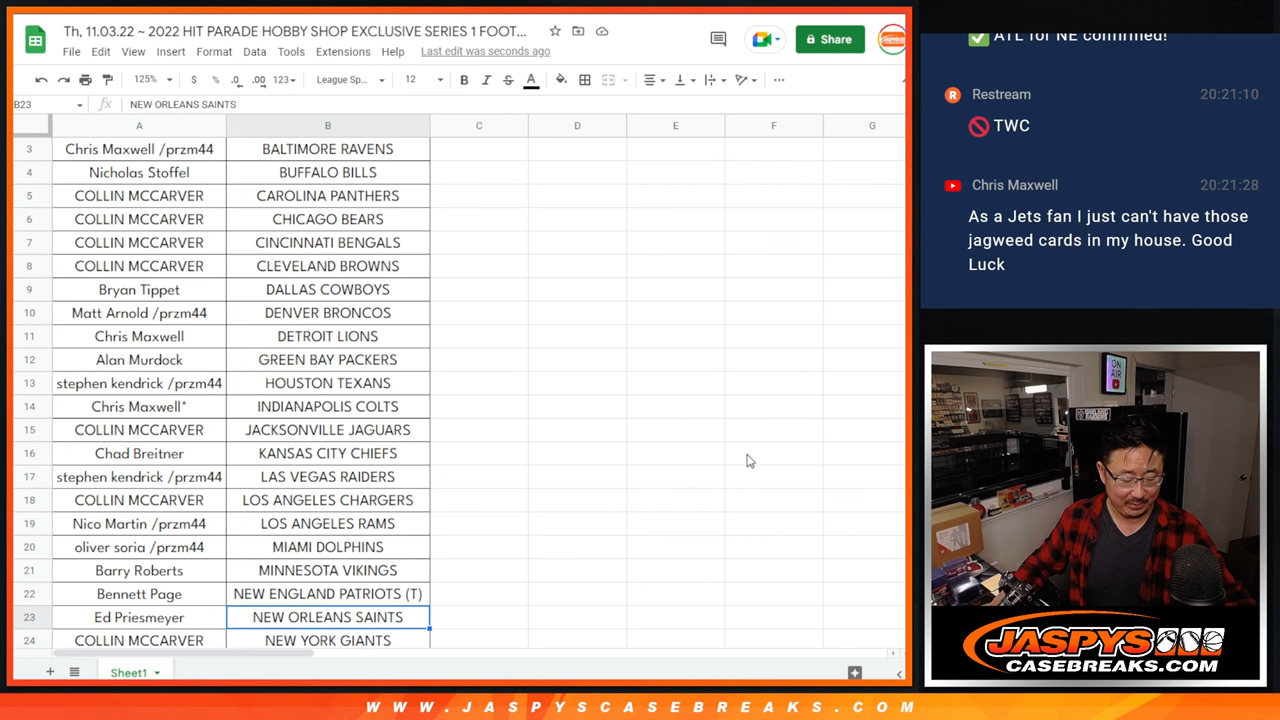 Th, 11.03.22 ~ 2022 HIT PARADE HOBBY SHOP EXCLUSIVE SERIES 1 FOOT...
File Edit View Insert Format Data Tools Extensions Help Last edit was seconds ago
Share
125% $ % .0 .00 123 League Sp... 12 B I S A
B23 fx NEW ORLEANS SAINTS
A B C D E F G
3 Chris Maxwell /przm44 BALTIMORE RAVENS
4 Nicholas Stoffel BUFFALO BILLS
5 COLLIN MCCARVER CAROLINA PANTHERS
6 COLLIN MCCARVER CHICAGO BEARS
7 COLLIN MCCARVER CINCINNATI BENGALS
8 COLLIN MCCARVER CLEVELAND BROWNS
9 Bryan Tippet DALLAS COWBOYS
10 Matt Arnold /przm44 DENVER BRONCOS
11 Chris Maxwell DETROIT LIONS
12 Alan Murdock GREEN BAY PACKERS
13 stephen kendrick /przm44 HOUSTON TEXANS
14 Chris Maxwell* INDIANAPOLIS COLTS
15 COLLIN MCCARVER JACKSONVILLE JAGUARS
16 Chad Breitner KANSAS CITY CHIEFS
17 stephen kendrick /przm44 LAS VEGAS RAIDERS
18 COLLIN MCCARVER LOS ANGELES CHARGERS
19 Nico Martin /przm44 LOS ANGELES RAMS
20 oliver soria /przm44 MIAMI DOLPHINS
21 Barry Roberts MINNESOTA VIKINGS
22 Bennett Page NEW ENGLAND PATRIOTS (T)
23 Ed Priesmeyer NEW ORLEANS SAINTS
24 COLLIN MCCARVER NEW YORK GIANTS
Sheet1
ATL for NE confirmed!
Restream 20:21:10
TWC
Chris Maxwell 20:21:28
As a Jets fan I just can't have those
jagweed cards in my house. Good
Luck
ON
AIR
JASPYS
CASEBREAKS.COM
WWW.JASPYSCASEBREAKS.COM